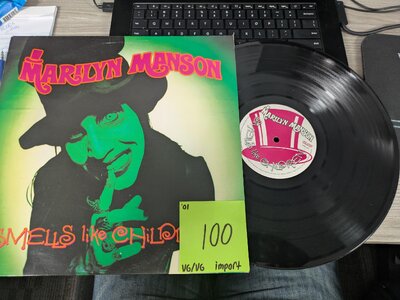 MARILYN MANSON
SMELLS like CHILD
'01
100
VG/VG import
MARILYN MANSON